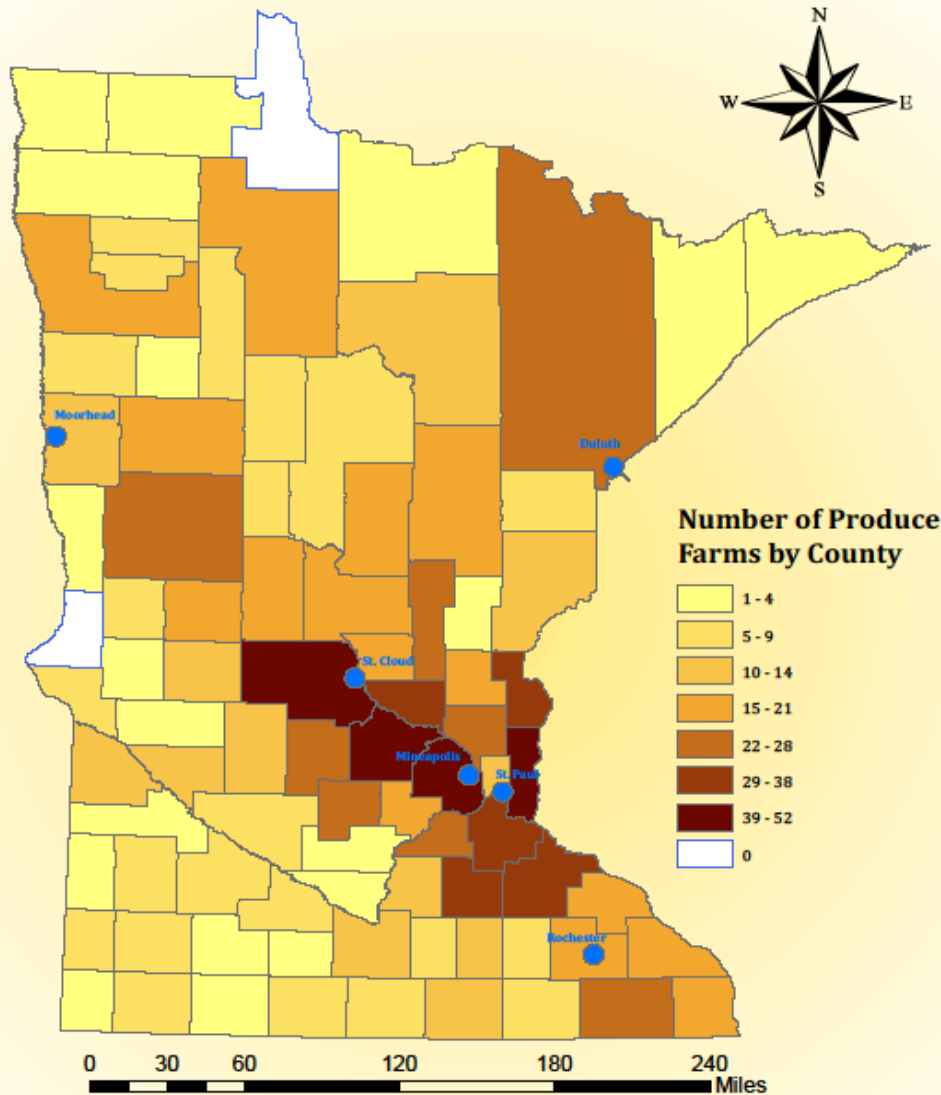 N
W E
S
Moorhead
Duluth
Number of Produce
Farms by County
1 - 4
5 - 9
10 - 14
15 - 21
22 - 28
29 - 38
39 - 52
0
St. Cloud
Mineapolis
St. Paul
Rochester
0 30 60 120 180 240
Miles